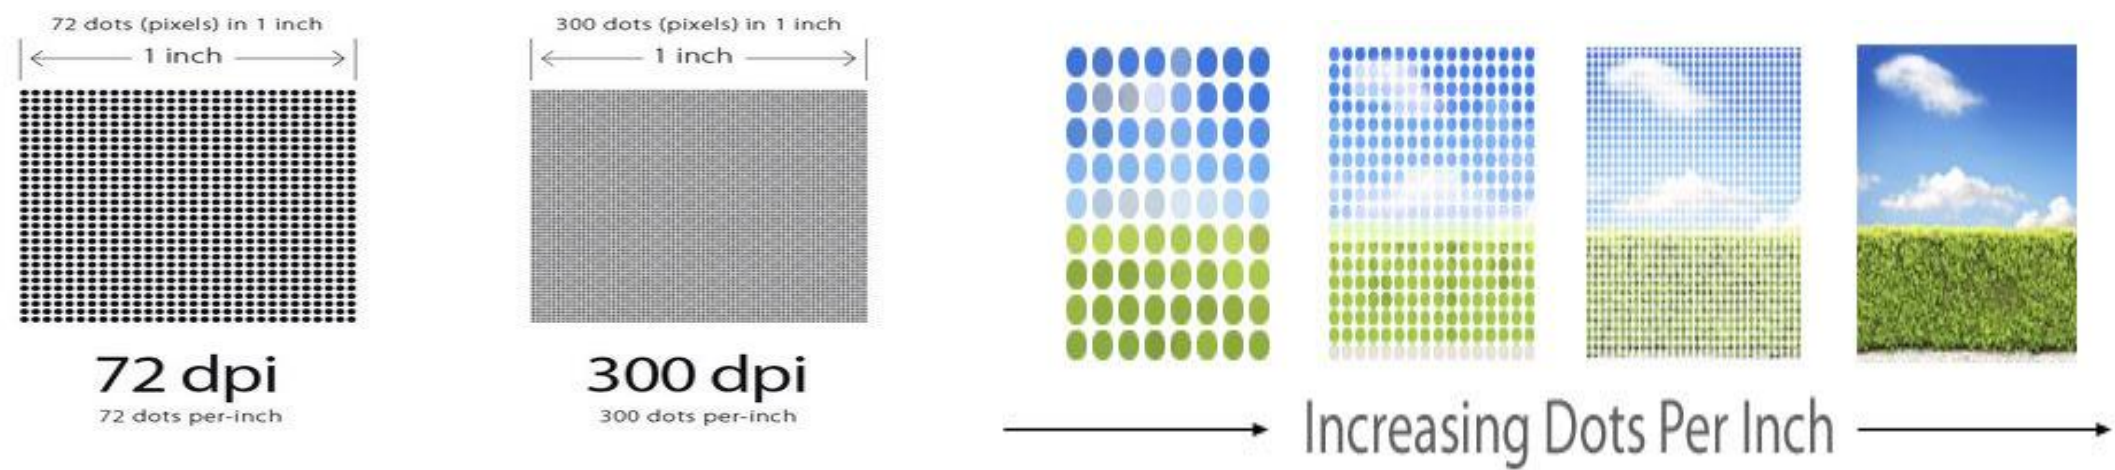 72 dots (pixels) in 1 inch
1 inch
72 dpi
72 dots per-inch
300 dots (pixels) in 1 inch
1 inch
300 dpi
300 dots per-inch
Increasing Dots Per Inch